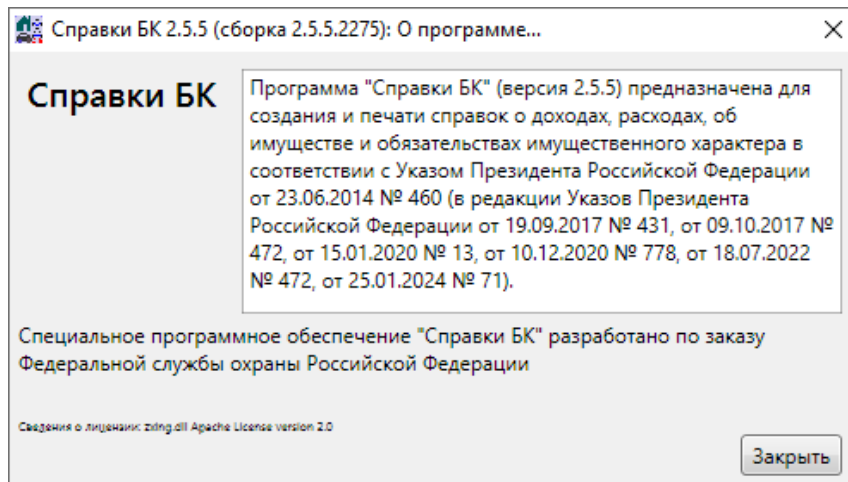 Справки БК 2.5.5 (сборка 2.5.5.2275): О программе...
Справки БК
Программа "Справки БК" (версия 2.5.5) предназначена для
создания и печати справок о доходах, расходах, об
имуществе и обязательствах имущественного характера в
соответствии с Указом Президента Российской Федерации
от 23.06.2014 № 460 (в редакции Указов Президента
Российской Федерации от 19.09.2017 № 431, от 09.10.2017 №
472, от 15.01.2020 № 13, от 10.12.2020 № 778, от 18.07.2022
№ 472, от 25.01.2024 № 71).
Специальное программное обеспечение "Справки БК" разработано по заказу
Федеральной службы охраны Российской Федерации
Сведения о лицензии: zxing.dll Apache License version 2.0
Закрыть